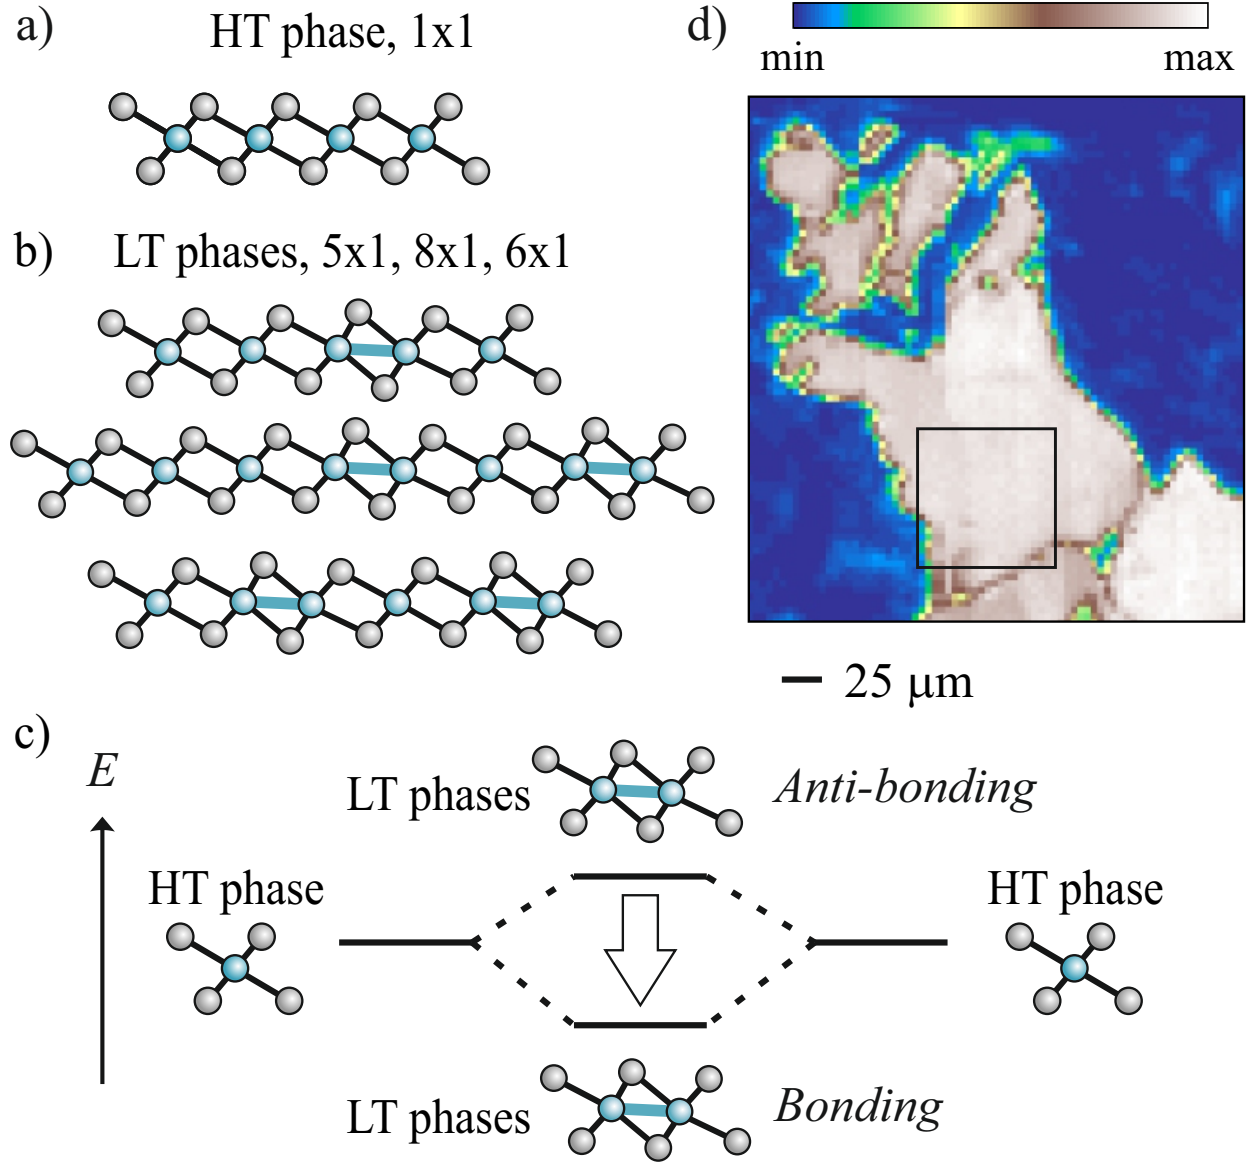 a)
HT phase, 1x1
b)
LT phases, 5x1, 8x1, 6x1
d)
min
max
25 μm
c)
E
LT phases
Anti-bonding
HT phase
HT phase
LT phases
Bonding